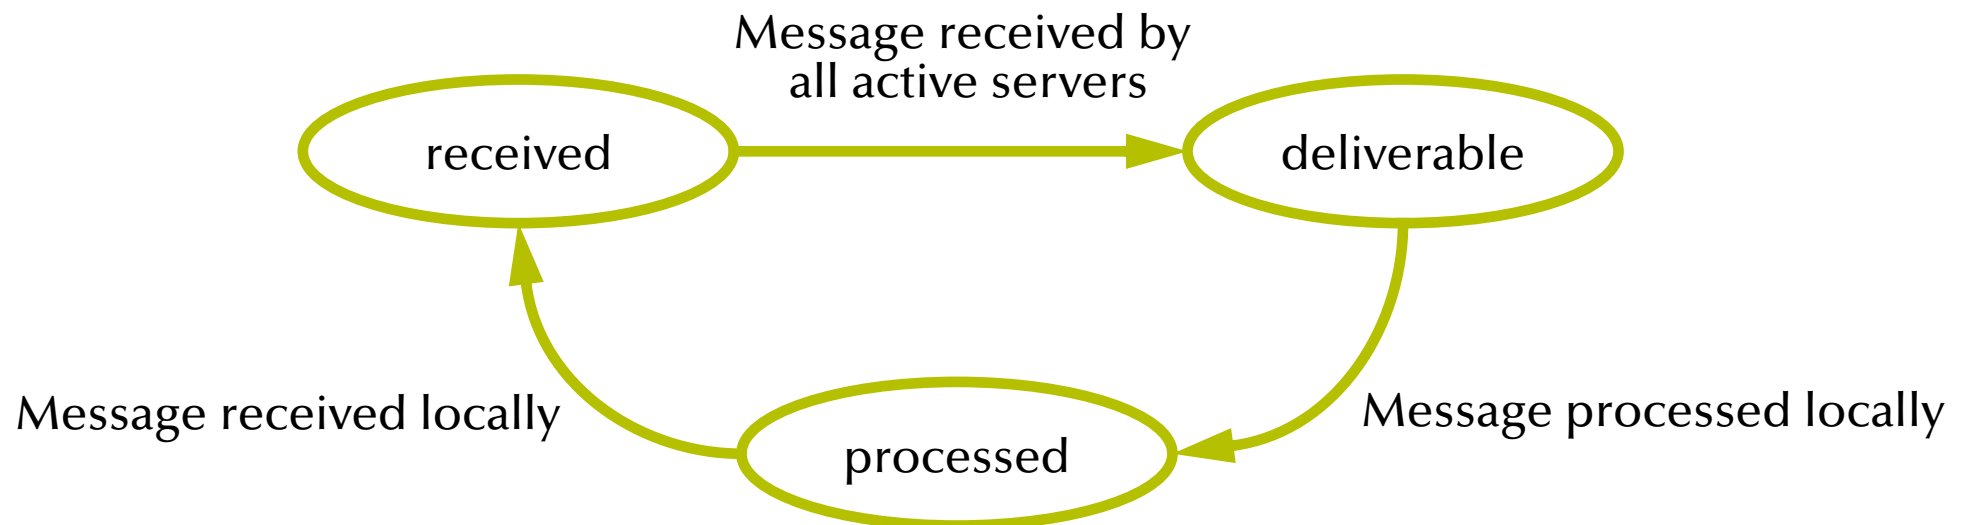 Message received by
all active servers
received
deliverable
Message received locally
Message processed locally
processed